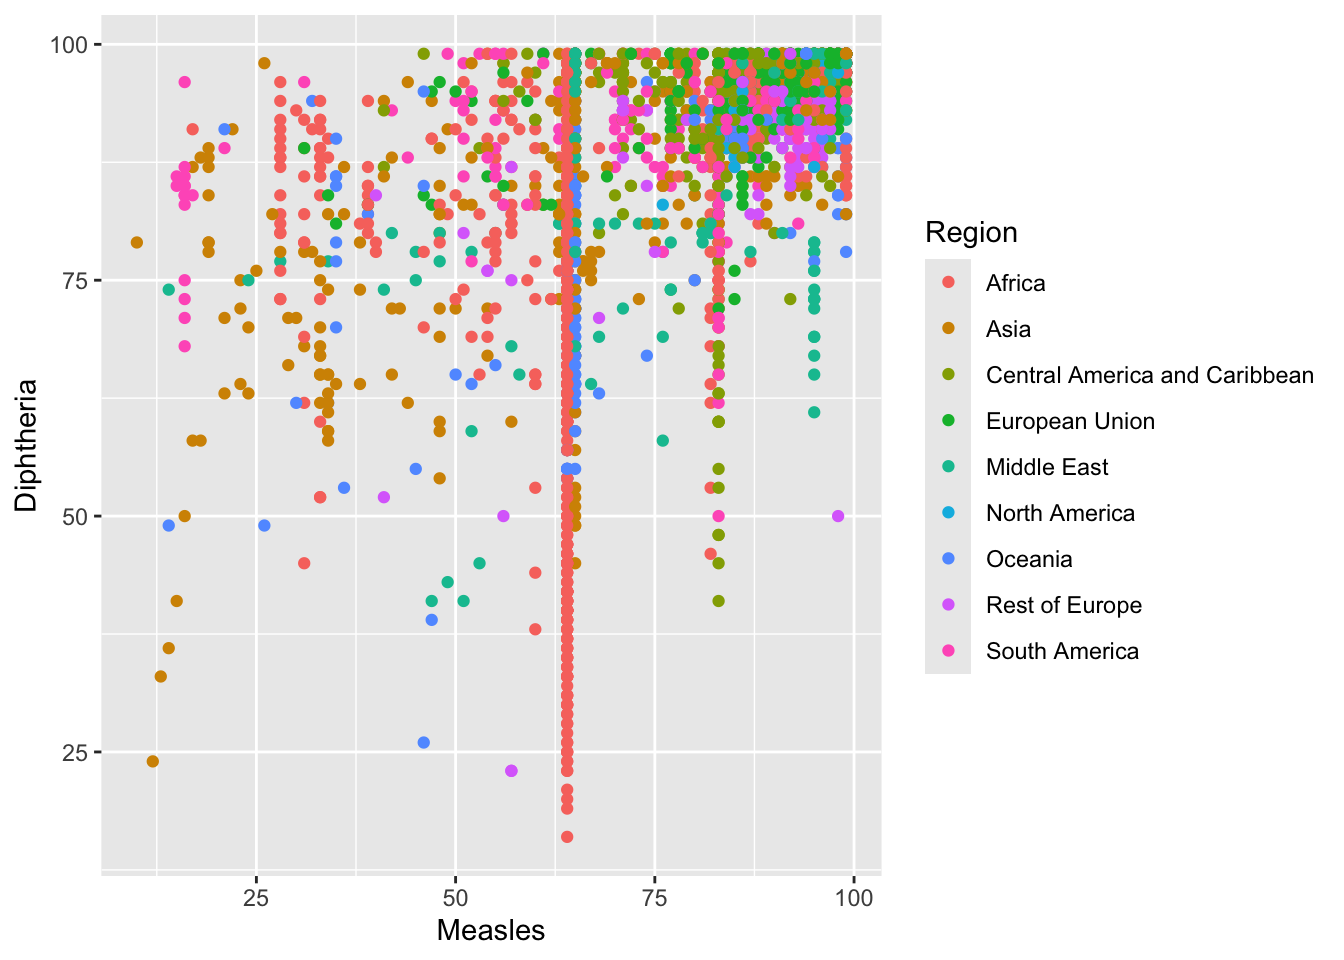 100
75
50
25
Diphtheria
25 50 75 100
Measles
Region
Africa
Asia
Central America and Caribbean
European Union
Middle East
North America
Oceania
Rest of Europe
South America